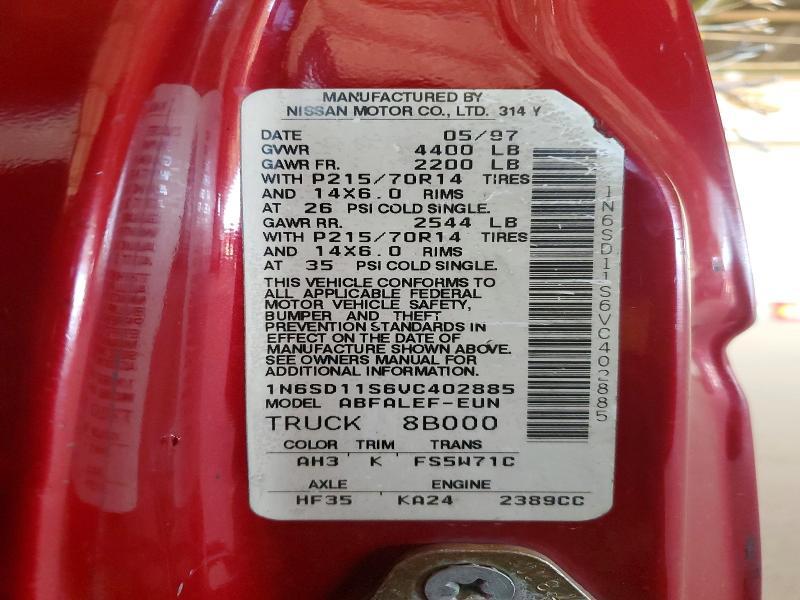 MANUFACTURED BY
NISSAN MOTOR CO., LTD. 314 Y
DATE 05/97
GVWR 4400 LB
GAWR FR. 2200 LB
WITH P215/70R14 TIRES
AND 14X6.0 RIMS
AT 26 PSI COLD SINGLE.
GAWR RR. 2544 LB
WITH P215/70R14 TIRES
AND 14X6.0 RIMS
AT 35 PSI COLD SINGLE.
THIS VEHICLE CONFORMS TO
ALL APPLICABLE FEDERAL
MOTOR VEHICLE SAFETY,
BUMPER AND THEFT
PREVENTION STANDARDS IN
EFFECT ON THE DATE OF
MANUFACTURE SHOWN ABOVE.
SEE OWNERS MANUAL FOR
ADDITIONAL INFORMATION.
1N6SD11S6VC402885
MODEL ABFALEF-EUN
TRUCK 8B000
COLOR TRIM TRANS
AH3 K FS5W71C
AXLE ENGINE
HF35 KA24 2389CC
1N6SD11S6VC402885